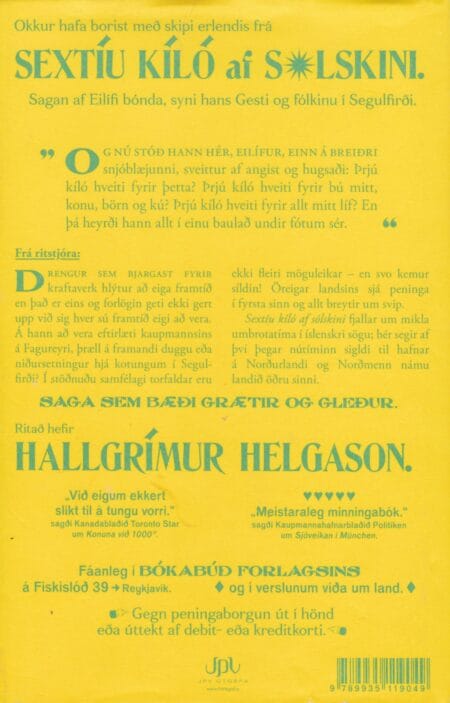 Okkur hafa borist með skipi erlendis frá
SEXTÍU KÍLÓ af SÓLSKINI.
Sagan af Eilífi bónda, syni hans Gesti og fólkinu í Segulfirði.
" OG NÚ STÓÐ HANN HÉR, EILÍFUR, EINN Á BREIÐRI
snjóblæjunni, sveittur af angist og hugsaði: Þrjú
kíló hveiti fyrir þetta? Þrjú kíló hveiti fyrir bú mitt,
konu, börn og kú? Þrjú kíló hveiti fyrir allt mitt líf? En
þá heyrði hann allt í einu baulað undir fótum sér. "
Frá ritstjóra:
DRENGUR SEM BJARGAST FYRIR
kraftaverk hlýtur að eiga framtíð
en það er eins og forlögin geti ekki gert
upp við sig hver sú framtíð eigi að vera.
Á hann að vera eftirlæti kaupmannsins
í Fagureyri, þræll á framandi duggu eða
niðursetningur hjá kotungum í Segul-
firði? Í stöðnuðu samfélagi torfaldar eru
ekki fleiri möguleikar – en svo kemur
síldin! Öreigar landsins sjá peninga
í fyrsta sinn og allt breytir um svip.
Sextíu kíló af sólskini fjallar um mikla
umbrotatíma í íslenskri sögu; hér segir af
því þegar nútíminn sigldi til hafnar
á Norðurlandi og Norðmenn námu
landið öðru sinni.
SAGA SEM BÆÐI GRÆTIR OG GLEÐUR.
Ritað hefir
HALLGRÍMUR HELGASON.
„Við eigum ekkert
slíkt til á tungu vorri."
sagði Kanadablaðið Toronto Star
um Konuna við 1000°.
♥♥♥♥♥
„Meistaraleg minningabók."
sagði Kaupmannahafnarblaðið Politiken
um Sjóveikan í München.
Fáanleg í BÓKABÚÐ FORLAGSINS
á Fiskislóð 39 → Reykjavík. ♦ og í verslunum víða um land. ♦
Gegn peningaborgun út í hönd
eða úttekt af debit- eða kreditkorti.
JPV
JPV ÚTGÁFA
www.forlagid.is
9 789935 119049